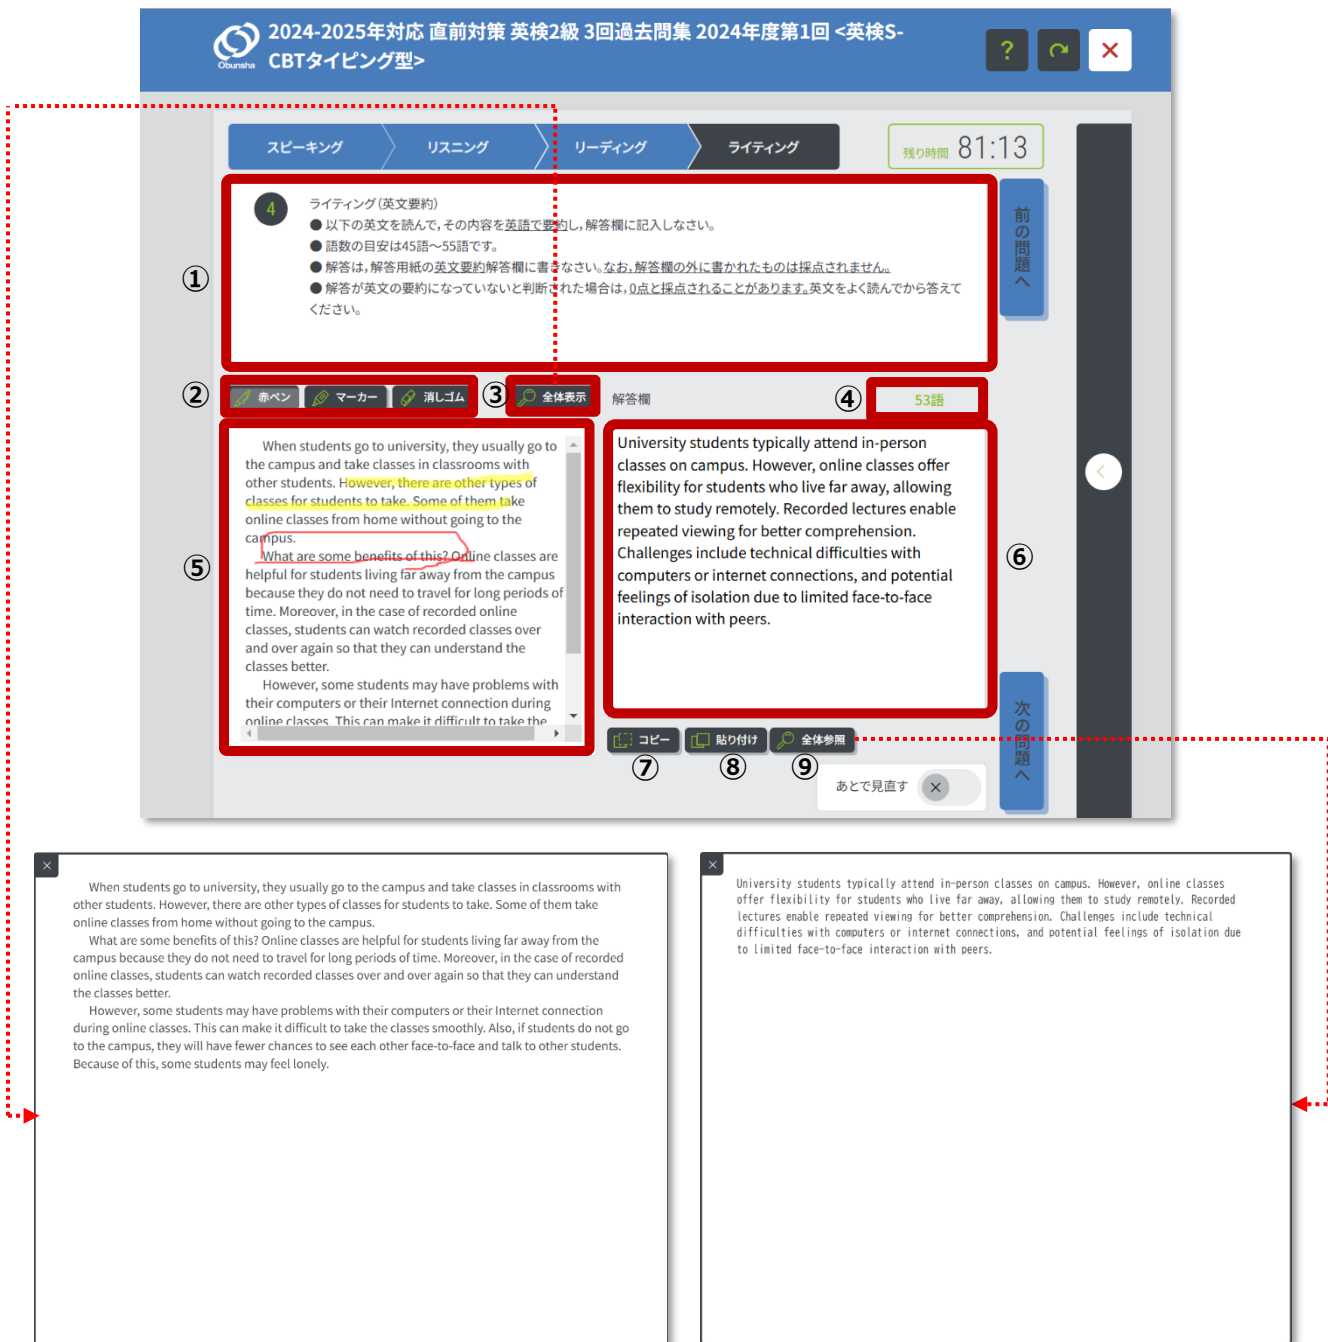 2024-2025年対応 直前対策 英検2級 3回過去問集 2024年度第1回 <英検S-
CBTタイピング型>
Obunsha
?
スピーキング
リスニング
リーディング
ライティング
残り時間 81:13
4
ライティング(英文要約)
● 以下の英文を読んで,その内容を英語で要約し,解答欄に記入しなさい。
● 語数の目安は45語～55語です。
● 解答は,解答用紙の英文要約解答欄に書きなさい。なお,解答欄の外に書かれたものは採点されません。
● 解答が英文の要約になっていないと判断された場合は,0点と採点されることがあります。英文をよく読んでから答えて
ください。
①
前の問題へ
②
赤ペン
マーカー
消しゴム
③
全体表示
解答欄
④
53語
⑤
When students go to university, they usually go to
the campus and take classes in classrooms with
other students. However, there are other types of
classes for students to take. Some of them take
online classes from home without going to the
campus.
What are some benefits of this? Online classes are
helpful for students living far away from the campus
because they do not need to travel for long periods of
time. Moreover, in the case of recorded online
classes, students can watch recorded classes over
and over again so that they can understand the
classes better.
However, some students may have problems with
their computers or their Internet connection during
online classes. This can make it difficult to take the
University students typically attend in-person
classes on campus. However, online classes offer
flexibility for students who live far away, allowing
them to study remotely. Recorded lectures enable
repeated viewing for better comprehension.
Challenges include technical difficulties with
computers or internet connections, and potential
feelings of isolation due to limited face-to-face
interaction with peers.
⑥
コピー
貼り付け
全体参照
⑦
⑧
⑨
あとで見直す
次の問題へ
When students go to university, they usually go to the campus and take classes in classrooms with
other students. However, there are other types of classes for students to take. Some of them take
online classes from home without going to the campus.
What are some benefits of this? Online classes are helpful for students living far away from the
campus because they do not need to travel for long periods of time. Moreover, in the case of recorded
online classes, students can watch recorded classes over and over again so that they can understand
the classes better.
However, some students may have problems with their computers or their Internet connection
during online classes. This can make it difficult to take the classes smoothly. Also, if students do not go
to the campus, they will have fewer chances to see each other face-to-face and talk to other students.
Because of this, some students may feel lonely.
University students typically attend in-person classes on campus. However, online classes
offer flexibility for students who live far away, allowing them to study remotely. Recorded
lectures enable repeated viewing for better comprehension. Challenges include technical
difficulties with computers or internet connections, and potential feelings of isolation due
to limited face-to-face interaction with peers.